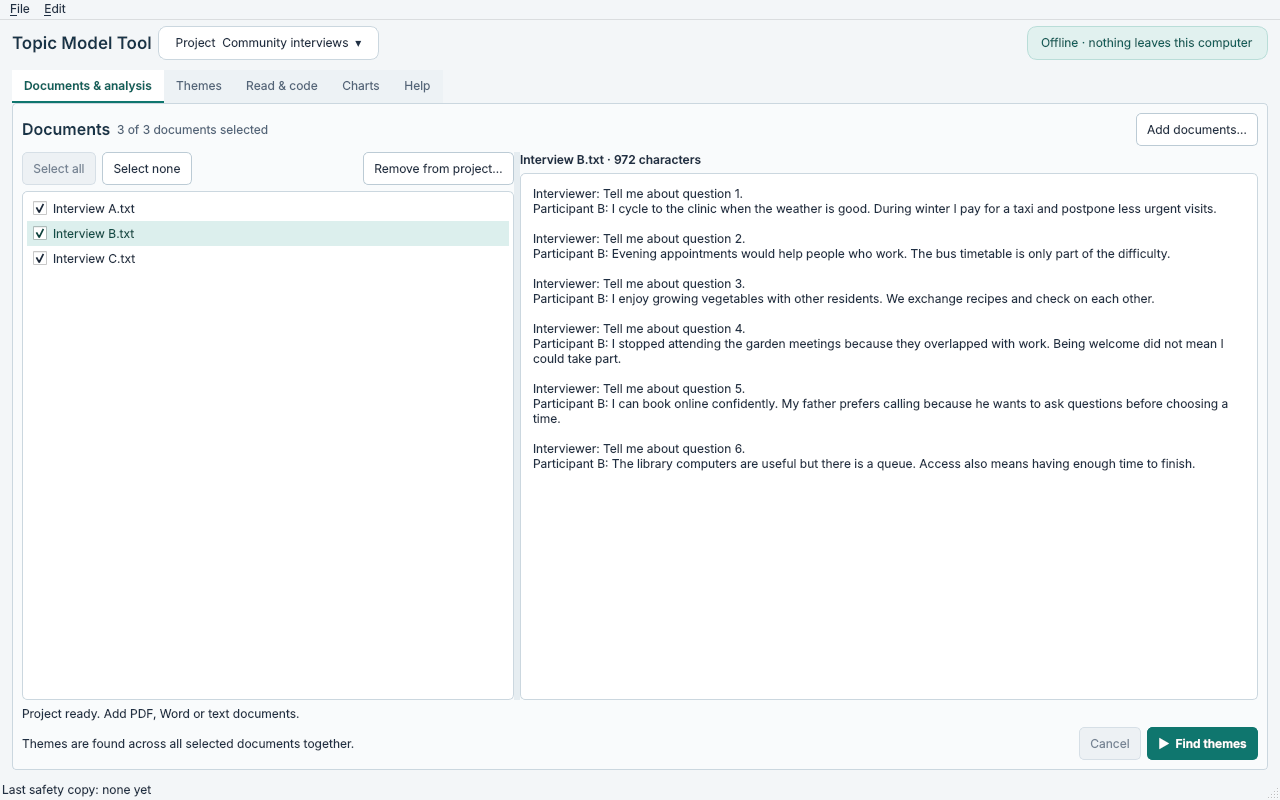 File Edit
Topic Model Tool
Project Community interviews ▾
Offline · nothing leaves this computer
Documents & analysis
Themes
Read & code
Charts
Help
Documents 3 of 3 documents selected
Add documents...
Select all
Select none
Remove from project...
Interview A.txt
Interview B.txt
Interview C.txt
Interview B.txt · 972 characters
Interviewer: Tell me about question 1.
Participant B: I cycle to the clinic when the weather is good. During winter I pay for a taxi and postpone less urgent visits.
Interviewer: Tell me about question 2.
Participant B: Evening appointments would help people who work. The bus timetable is only part of the difficulty.
Interviewer: Tell me about question 3.
Participant B: I enjoy growing vegetables with other residents. We exchange recipes and check on each other.
Interviewer: Tell me about question 4.
Participant B: I stopped attending the garden meetings because they overlapped with work. Being welcome did not mean I
could take part.
Interviewer: Tell me about question 5.
Participant B: I can book online confidently. My father prefers calling because he wants to ask questions before choosing a
time.
Interviewer: Tell me about question 6.
Participant B: The library computers are useful but there is a queue. Access also means having enough time to finish.
Project ready. Add PDF, Word or text documents.
Themes are found across all selected documents together.
Cancel
▶ Find themes
Last safety copy: none yet